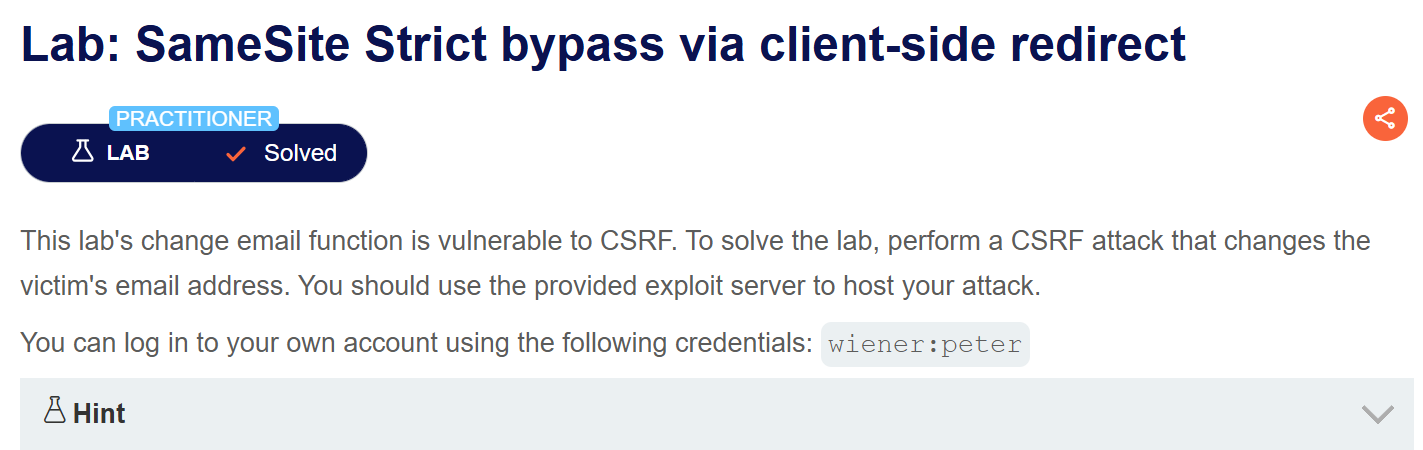 Lab: SameSite Strict bypass via client-side redirect
PRACTITIONER
LAB Solved
This lab's change email function is vulnerable to CSRF. To solve the lab, perform a CSRF attack that changes the
victim's email address. You should use the provided exploit server to host your attack.
You can log in to your own account using the following credentials: wiener:peter
Hint